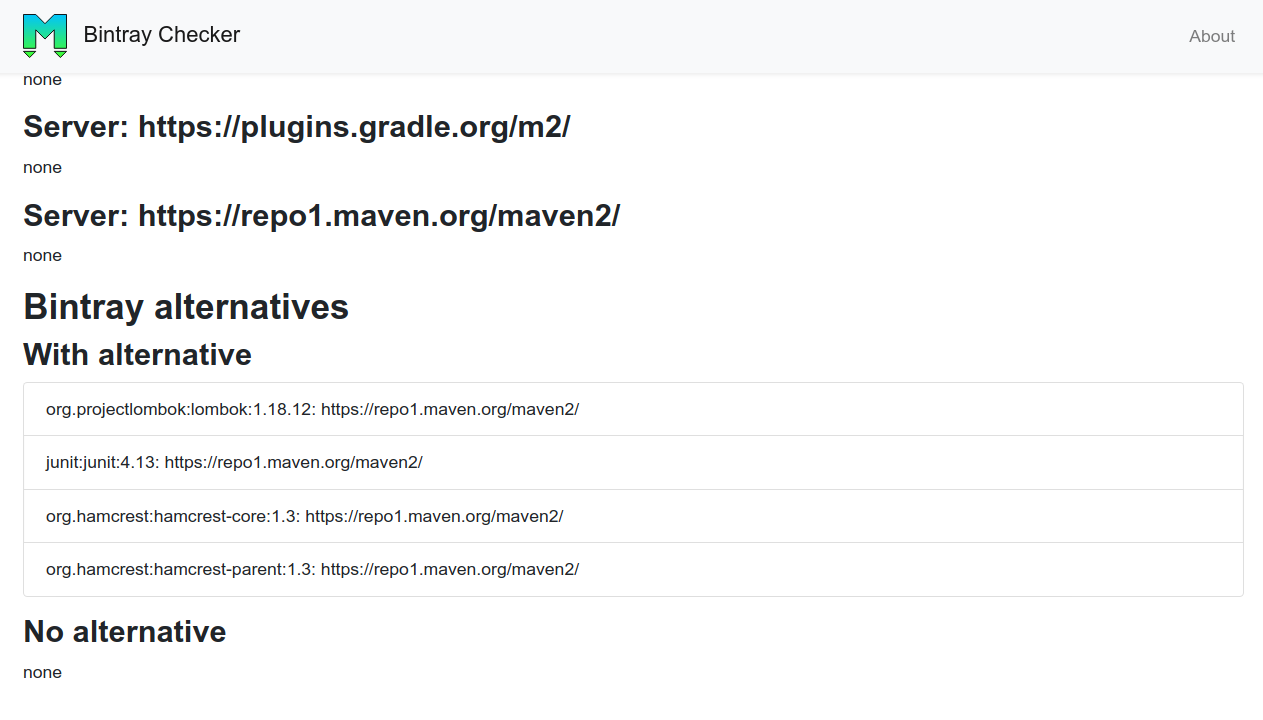 Bintray Checker
About
none
Server: https://plugins.gradle.org/m2/
none
Server: https://repo1.maven.org/maven2/
none
Bintray alternatives
With alternative
org.projectlombok:lombok:1.18.12: https://repo1.maven.org/maven2/
junit:junit:4.13: https://repo1.maven.org/maven2/
org.hamcrest:hamcrest-core:1.3: https://repo1.maven.org/maven2/
org.hamcrest:hamcrest-parent:1.3: https://repo1.maven.org/maven2/
No alternative
none